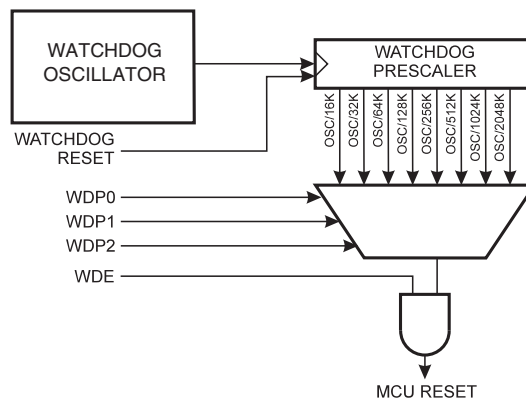 WATCHDOG
OSCILLATOR
WATCHDOG
PRESCALER
WATCHDOG
RESET
OSC/16K
OSC/32K
OSC/64K
OSC/128K
OSC/256K
OSC/512K
OSC/1024K
OSC/2048K
WDP0
WDP1
WDP2
WDE
MCU RESET